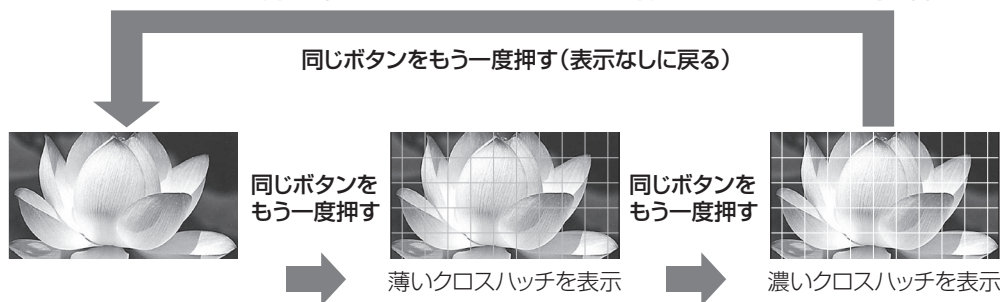 同じボタンをもう一度押す（表示なしに戻る）
同じボタンを
もう一度押す
同じボタンを
もう一度押す
薄いクロスハッチを表示
濃いクロスハッチを表示